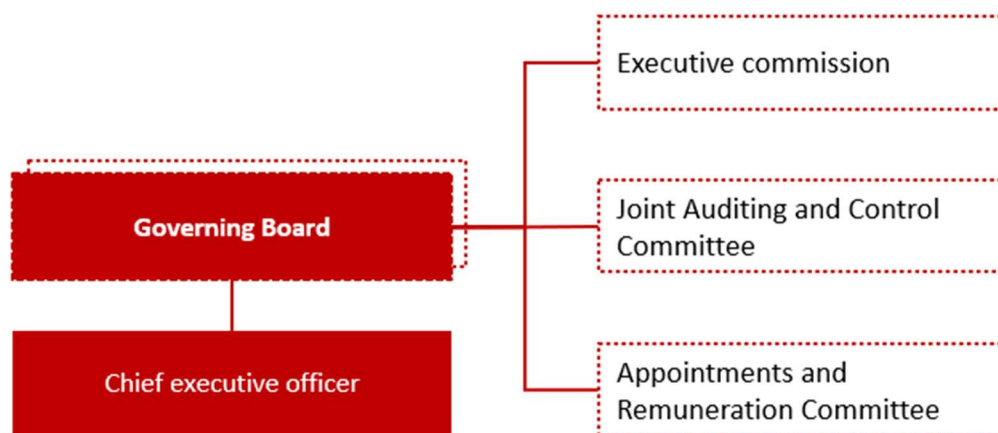 Executive commission
Governing Board
Joint Auditing and Control
Committee
Chief executive officer
Appointments and
Remuneration Committee